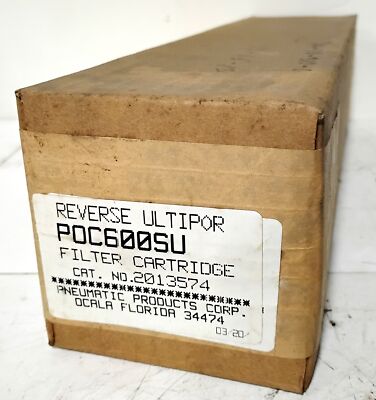 REVERSE ULTIPOR
POC600SU
FILTER CARTRIDGE
CAT. NO.2013574
********************
PNEUMATIC PRODUCTS CORP.
OCALA FLORIDA 34474
03/20/